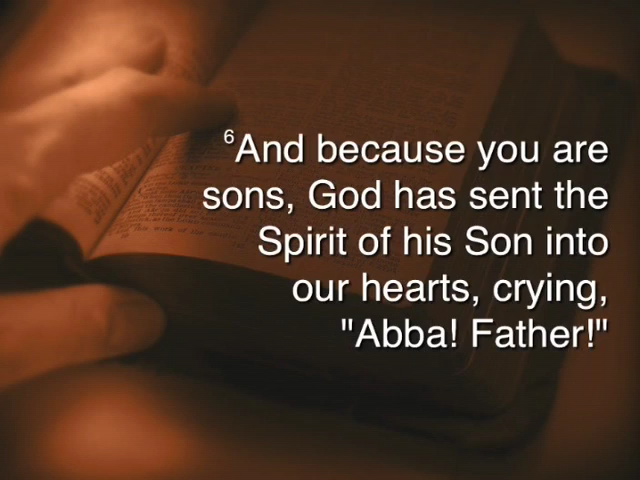 6And because you are
sons, God has sent the
Spirit of his Son into
our hearts, crying,
"Abba! Father!"